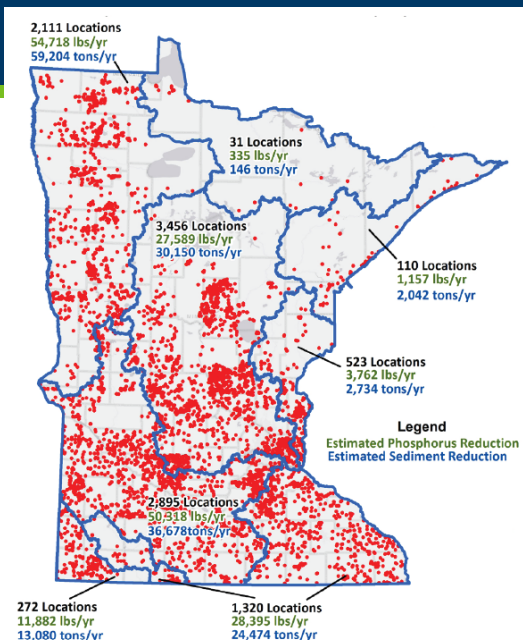 2,111 Locations
54,718 lbs/yr
59,204 tons/yr
31 Locations
335 lbs/yr
146 tons/yr
3,456 Locations
27,589 lbs/yr
30,150 tons/yr
110 Locations
1,157 lbs/yr
2,042 tons/yr
523 Locations
3,762 lbs/yr
2,734 tons/yr
Legend
Estimated Phosphorus Reduction
Estimated Sediment Reduction
2,895 Locations
50,318 lbs/yr
36,678tons/yr
272 Locations
11,882 lbs/yr
13,080 tons/yr
1,320 Locations
28,395 lbs/yr
24,474 tons/yr